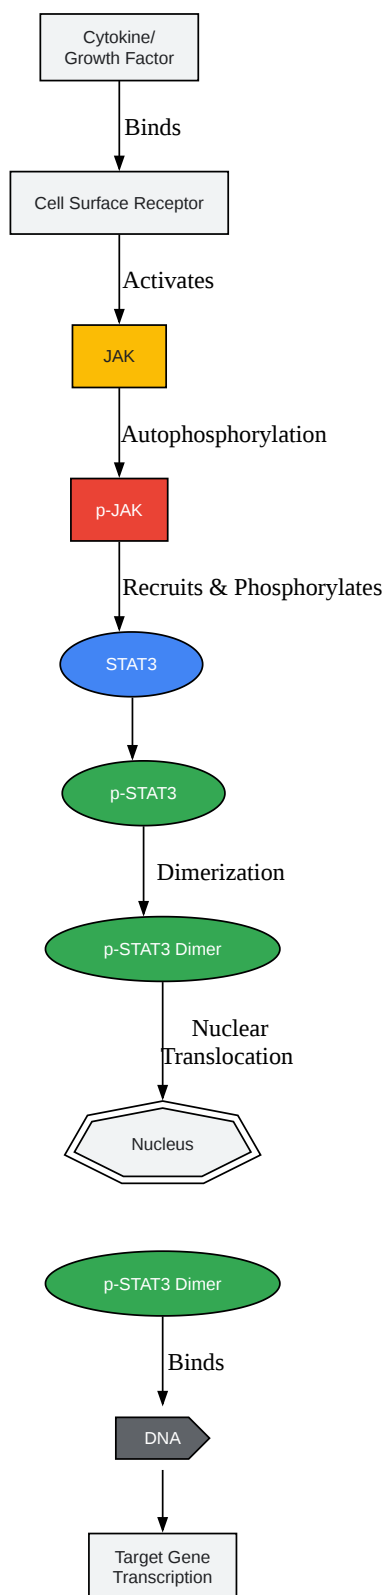 Cytokine/
Growth Factor
Binds
Cell Surface Receptor
Activates
JAK
Autophosphorylation
p-JAK
Recruits & Phosphorylates
STAT3
p-STAT3
Dimerization
p-STAT3 Dimer
Nuclear
Translocation
Nucleus
p-STAT3 Dimer
Binds
DNA
Target Gene
Transcription